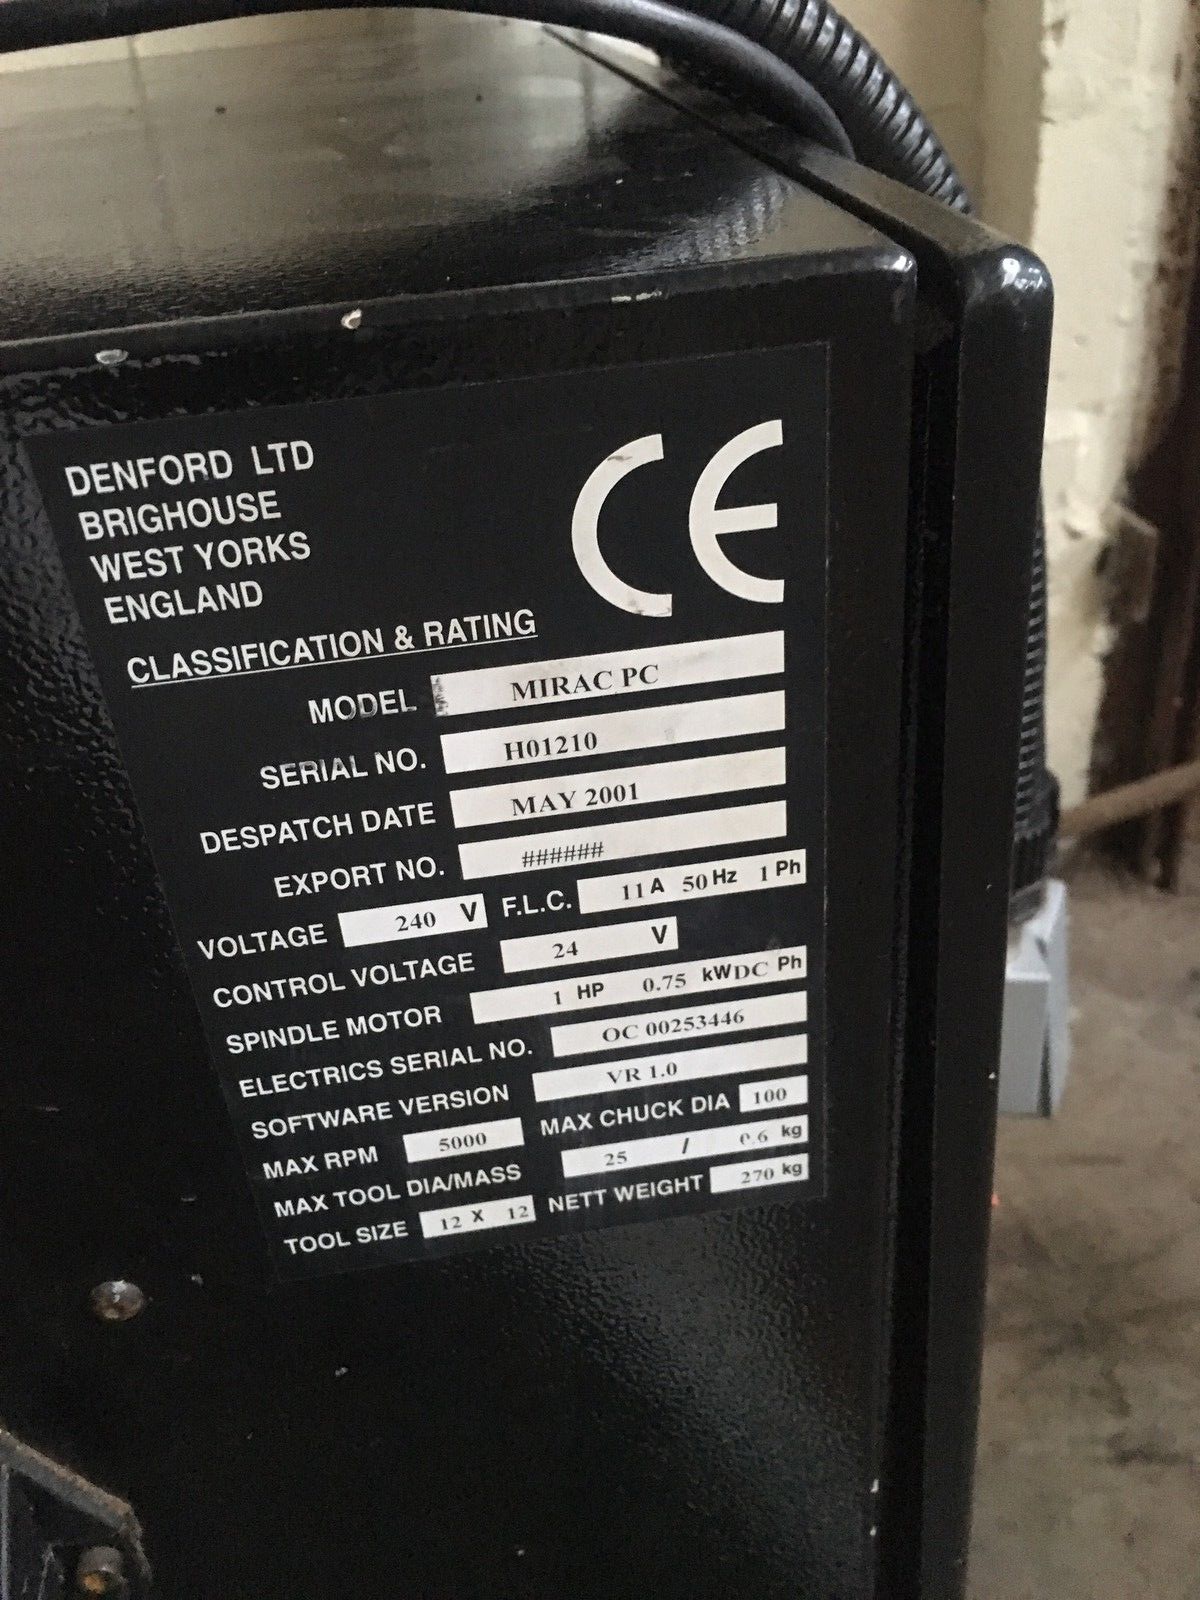 DENFORD LTD
BRIGHOUSE
WEST YORKS
ENGLAND
CE
CLASSIFICATION & RATING
MODEL MIRAC PC
SERIAL NO. H01210
DESPATCH DATE MAY 2001
EXPORT NO. ######
VOLTAGE 240 V F.L.C. 11 A 50 Hz 1 Ph
CONTROL VOLTAGE 24 V
SPINDLE MOTOR 1 HP 0.75 kW DC Ph
ELECTRICS SERIAL NO. OC 00253446
SOFTWARE VERSION VR 1.0
MAX RPM 5000 MAX CHUCK DIA 100
MAX TOOL DIA/MASS 25 / 0.6 kg
TOOL SIZE 12 X 12 NETT WEIGHT 270 kg